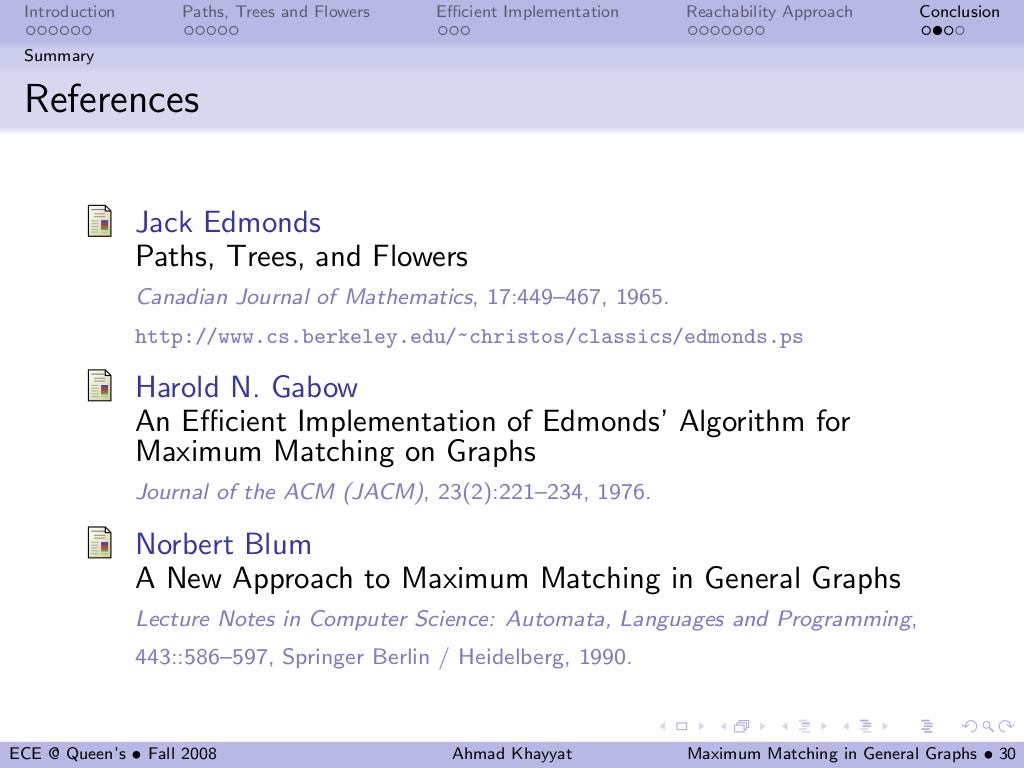 Introduction Paths, Trees and Flowers Efficient Implementation Reachability Approach Conclusion
Summary
References
Jack Edmonds
Paths, Trees, and Flowers
Canadian Journal of Mathematics, 17:449–467, 1965.
http://www.cs.berkeley.edu/~christos/classics/edmonds.ps
Harold N. Gabow
An Efficient Implementation of Edmonds' Algorithm for
Maximum Matching on Graphs
Journal of the ACM (JACM), 23(2):221–234, 1976.
Norbert Blum
A New Approach to Maximum Matching in General Graphs
Lecture Notes in Computer Science: Automata, Languages and Programming,
443::586–597, Springer Berlin / Heidelberg, 1990.
ECE @ Queen's • Fall 2008 Ahmad Khayyat Maximum Matching in General Graphs • 30